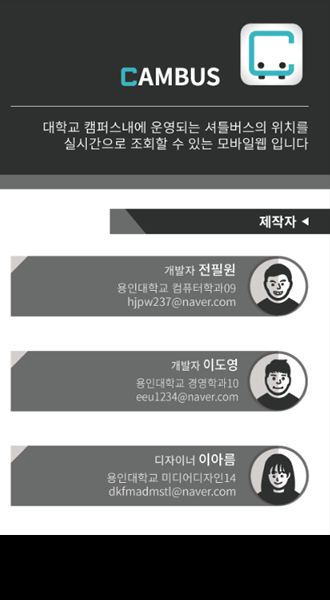 CAMBUS
대학교 캠퍼스내에 운영되는 셔틀버스의 위치를
실시간으로 조회할 수 있는 모바일웹 입니다
제작자
개발자 전필원
용인대학교 컴퓨터학과09
hjpw237@naver.com
개발자 이도영
용인대학교 경영학과10
eeu1234@naver.com
디자이너 이아름
용인대학교 미디어디자인14
dkfmadmstl@naver.com